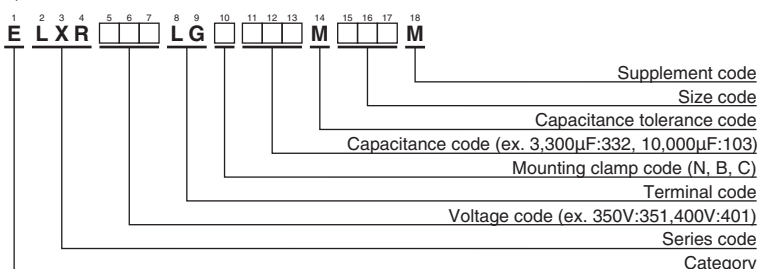 1 2 3 4 5 6 7 8 9 10 11 12 13 14 15 16 17 18
E LXR □□□ LG □ □□□ M □□□ M
Supplement code
Size code
Capacitance tolerance code
Capacitance code (ex. 3,300µF:332, 10,000µF:103)
Mounting clamp code (N, B, C)
Terminal code
Voltage code (ex. 350V:351,400V:401)
Series code
Category